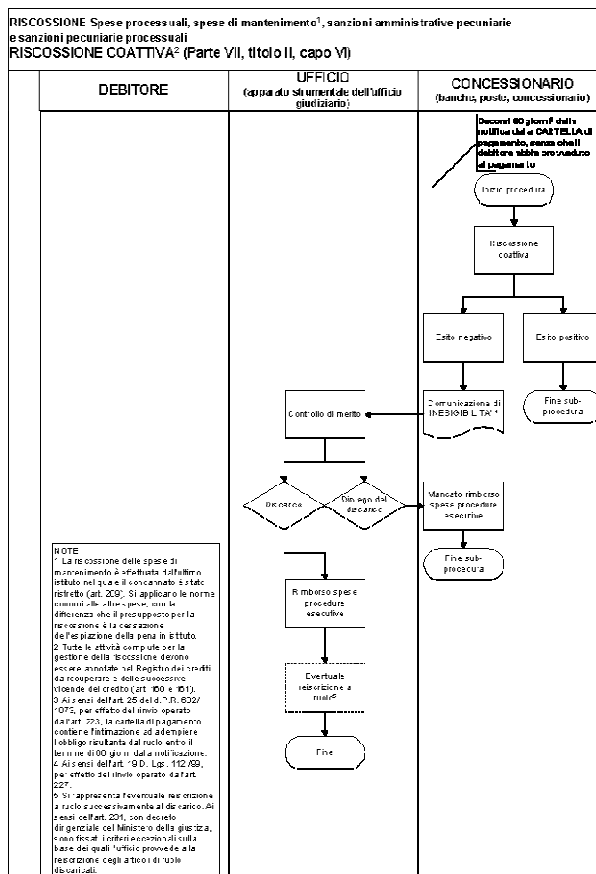 RISCOSSIONE Spese processuali, spese di mantenimento¹, sanzioni amministrative pecuniarie
e sanzioni pecuniarie processuali
RISCOSSIONE COATTIVA² (Parte VII, titolo II, capo VI)
DEBITORE
UFFICIO
(apparato strumentale dell'ufficio
giudiziario)
CONCESSIONARIO
(banche, poste, concessionario)
Decorsi 60 giorni³ dalla
notifica della CARTELLA di
pagamento, senza che il
debitore abbia provveduto
al pagamento
Inizio procedura
Riscossione
coattiva
Esito negativo
Esito positivo
Comunicazione di
INESIGIBILITA' ⁴
Fine sub-
procedura
Controllo di merito
Discarico
Diniego del
discarico
Mancato rimborso
spese procedure
esecutive
Fine sub-
procedura
Rimborso spese
procedure
esecutive
Eventuale
reiscrizione a
ruolo⁵
Fine
NOTE
1 La riscossione delle spese di
mantenimento è effettuata dall'ultimo
istituto nel quale il condannato è stato
ristretto (art. 209). Si applicano le norme
comuni alle altre spese, con la
differenza che il presupposto per la
riscossione è la cessazione
dell'espiazione della pena in istituto.
2 Tutte le attività compiute per la
gestione della riscossione devono
essere annotate nel Registro dei crediti
da recuperare e delle successive
vicende del credito (art. 160 e 161).
3 Ai sensi dell'art. 25 del d.P.R. 602/
1973, per effetto del rinvio operato
dall'art. 223, la cartella di pagamento
contiene l'intimazione ad adempiere
l'obbligo risultante dal ruolo entro il
termine di 60 giorni dalla notificazione.
4 Ai sensi dell'art. 19 D. Lgs. 112/99,
per effetto del rinvio operato dall'art.
227.
5 Si rappresenta l'eventuale reiscrizione
a ruolo successivamente al discarico. Ai
sensi dell'art. 231, con decreto
dirigenziale del Ministero della giustizia,
sono fissati i criteri eccezionali sulla
base dei quali l'ufficio provvede alla
reiscrizione degli articoli di ruolo
discaricati.